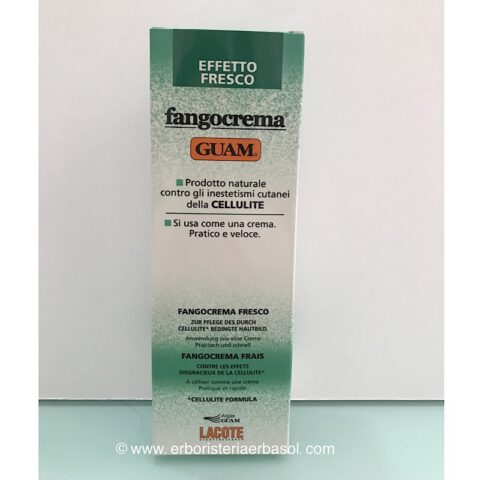 EFFETTO
FRESCO
fangocrema®
GUAM®
Prodotto naturale
contro gli inestetismi cutanei
della CELLULITE
Si usa come una crema.
Pratico e veloce.
FANGOCREMA FRESCO
ZUR PFLEGE DES DURCH
CELLULITE* BEDINGTE HAUTBILD.
Anwendung wie eine Creme
Praktisch und schnell
FANGOCREMA FRAIS
CONTRE LES EFFETS
DISGRACIEUX DE LA CELLULITE*.
À utiliser comme une crème
Pratique et rapide
*CELLULITE FORMULA
Algue
GUAM
LACOTE
© www.erboristeriaerbasol.com